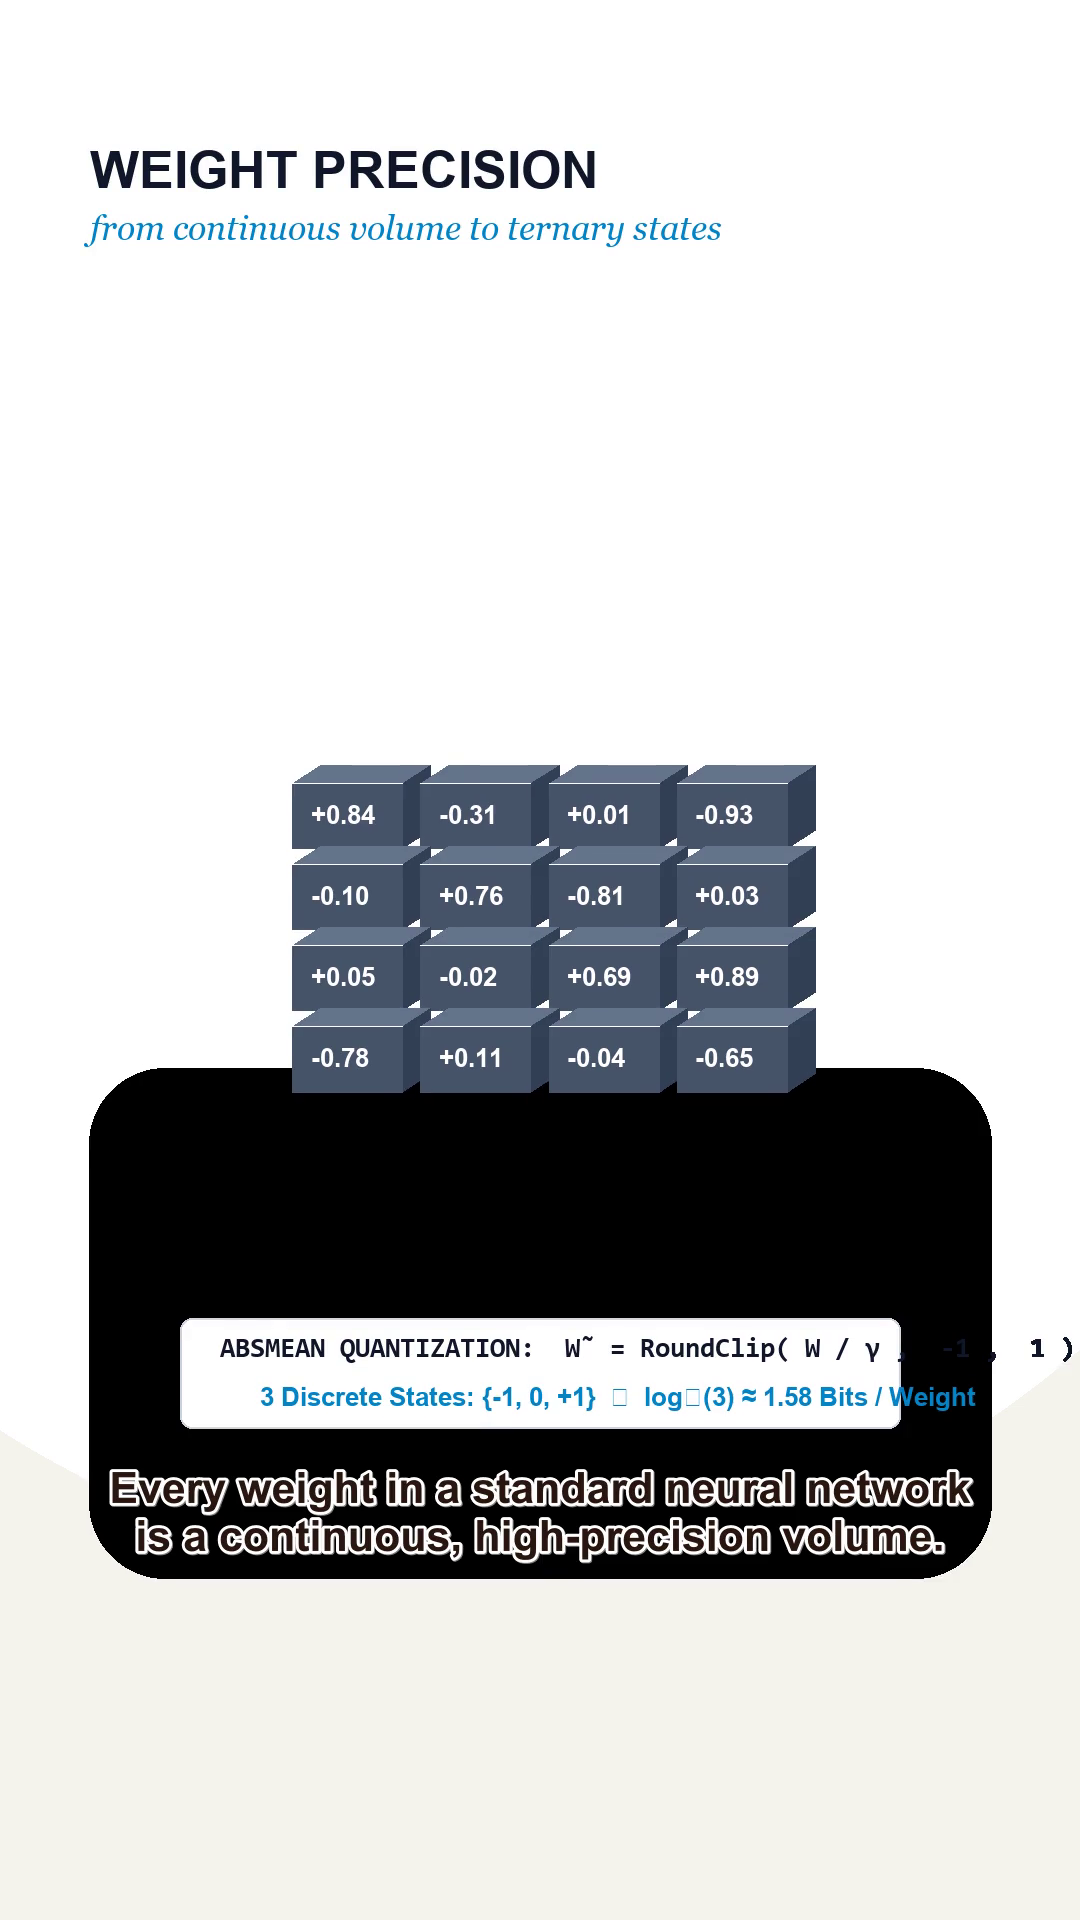 WEIGHT PRECISION
from continuous volume to ternary states
+0.84 -0.31 +0.01 -0.93
-0.10 +0.76 -0.81 +0.03
+0.05 -0.02 +0.69 +0.89
-0.78 +0.11 -0.04 -0.65
ABSMEAN QUANTIZATION: W˜ = RoundClip( W / γ , -1 , 1 )
3 Discrete States: {-1, 0, +1} □ log□(3) ≈ 1.58 Bits / Weight
Every weight in a standard neural network
is a continuous, high-precision volume.